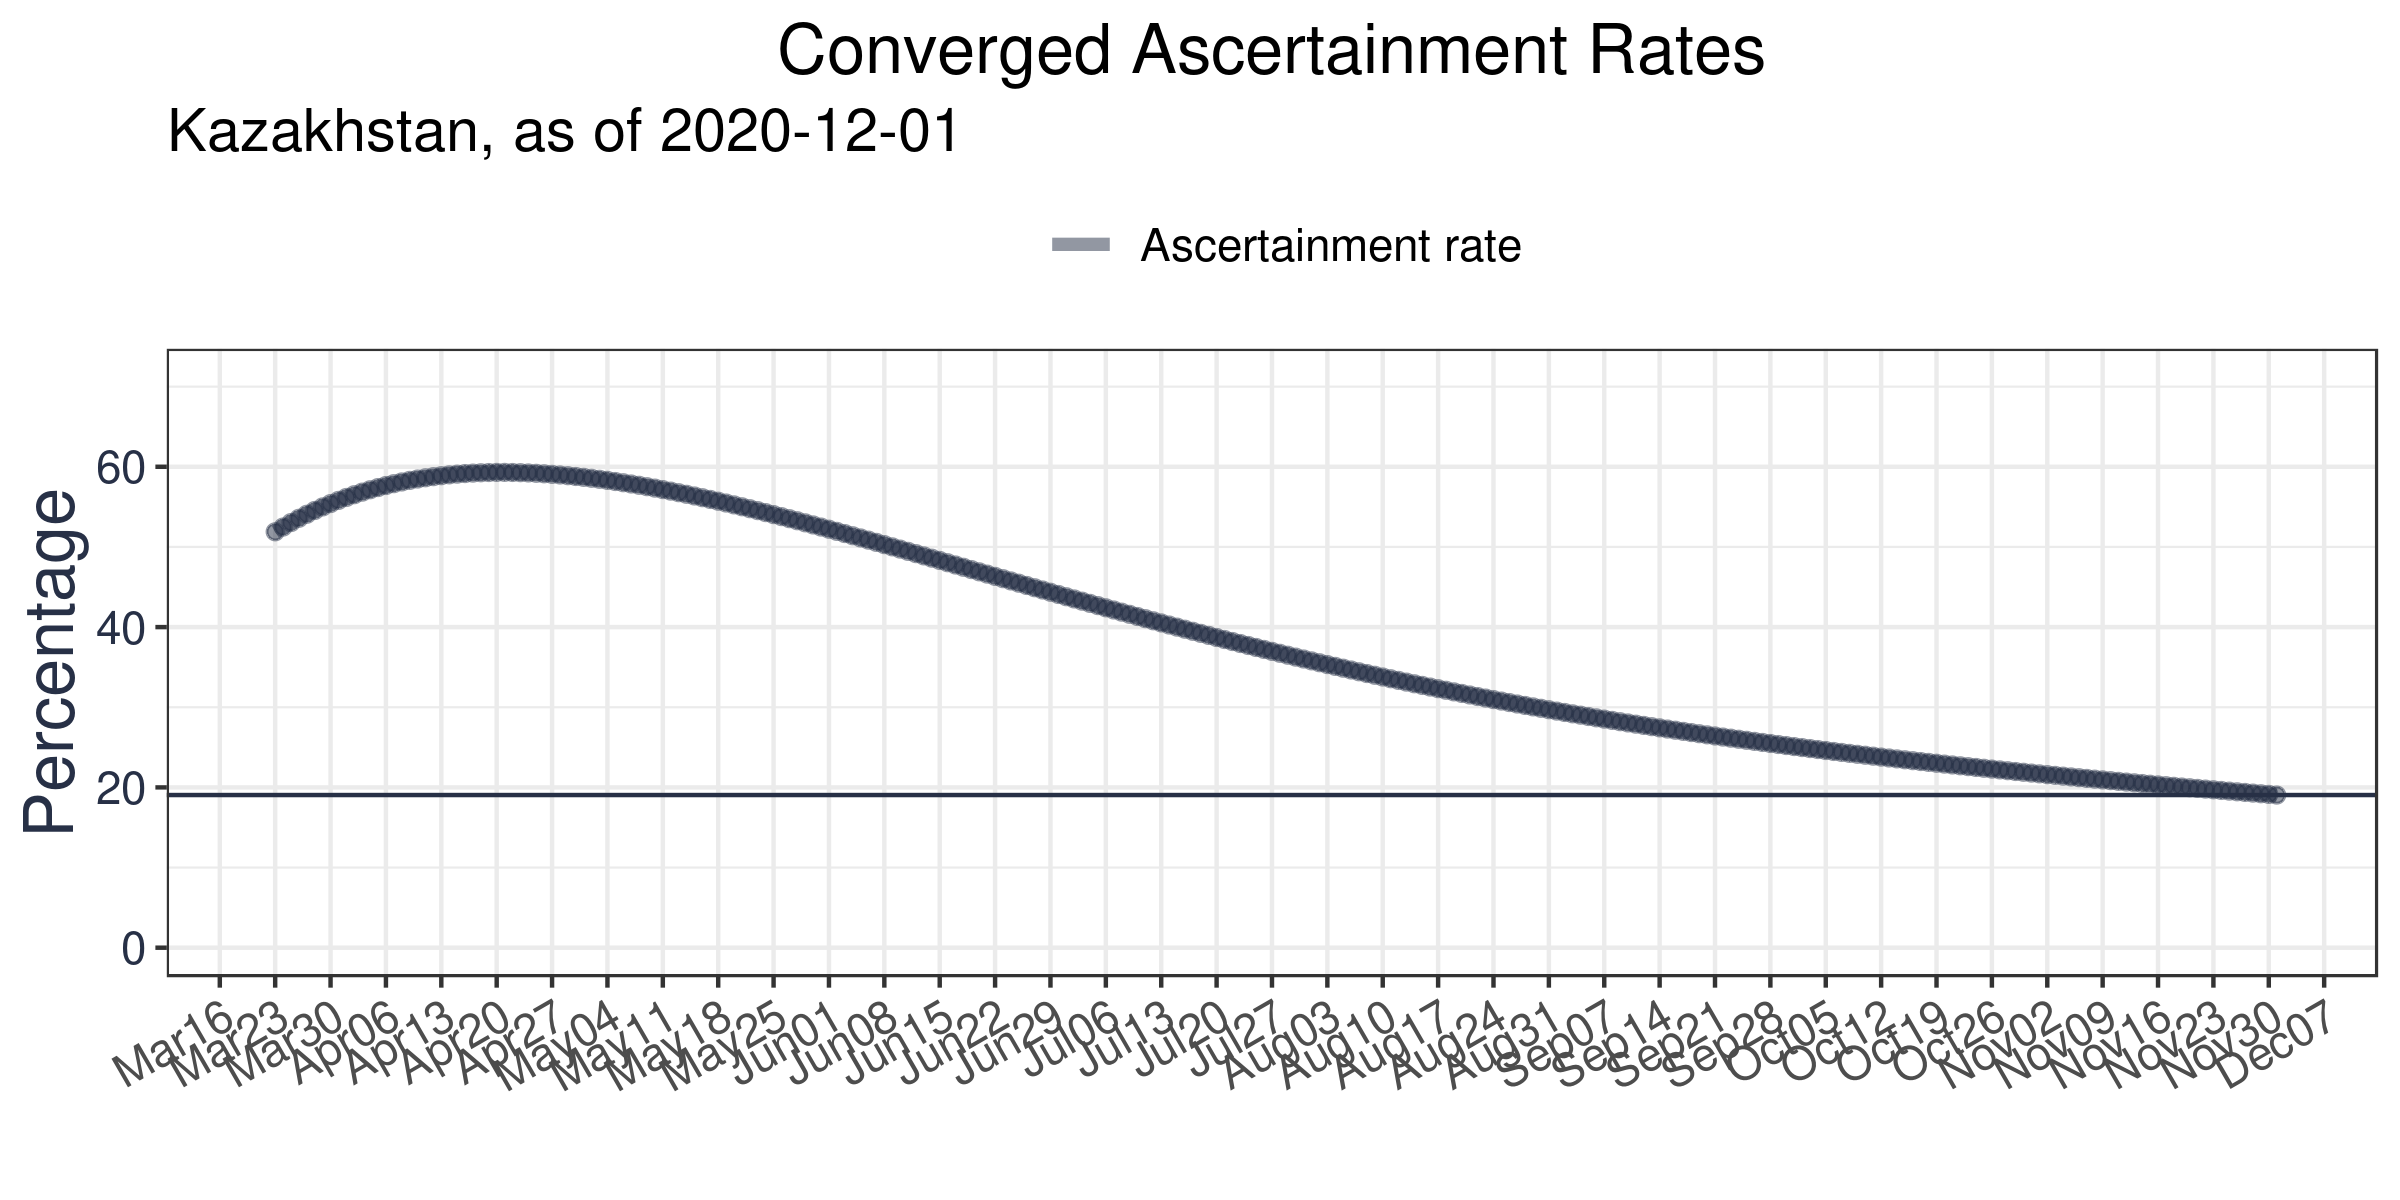 Converged Ascertainment Rates
Kazakhstan, as of 2020-12-01
Ascertainment rate
Percentage
60
40
20
0
Mar16
Mar23
Mar30
Apr06
Apr13
Apr20
Apr27
May04
May11
May18
May25
Jun01
Jun08
Jun15
Jun22
Jun29
Jul06
Jul13
Jul20
Jul27
Aug03
Aug10
Aug17
Aug24
Aug31
Sep07
Sep14
Sep21
Sep28
Oct05
Oct12
Oct19
Oct26
Nov02
Nov09
Nov16
Nov23
Nov30
Dec07